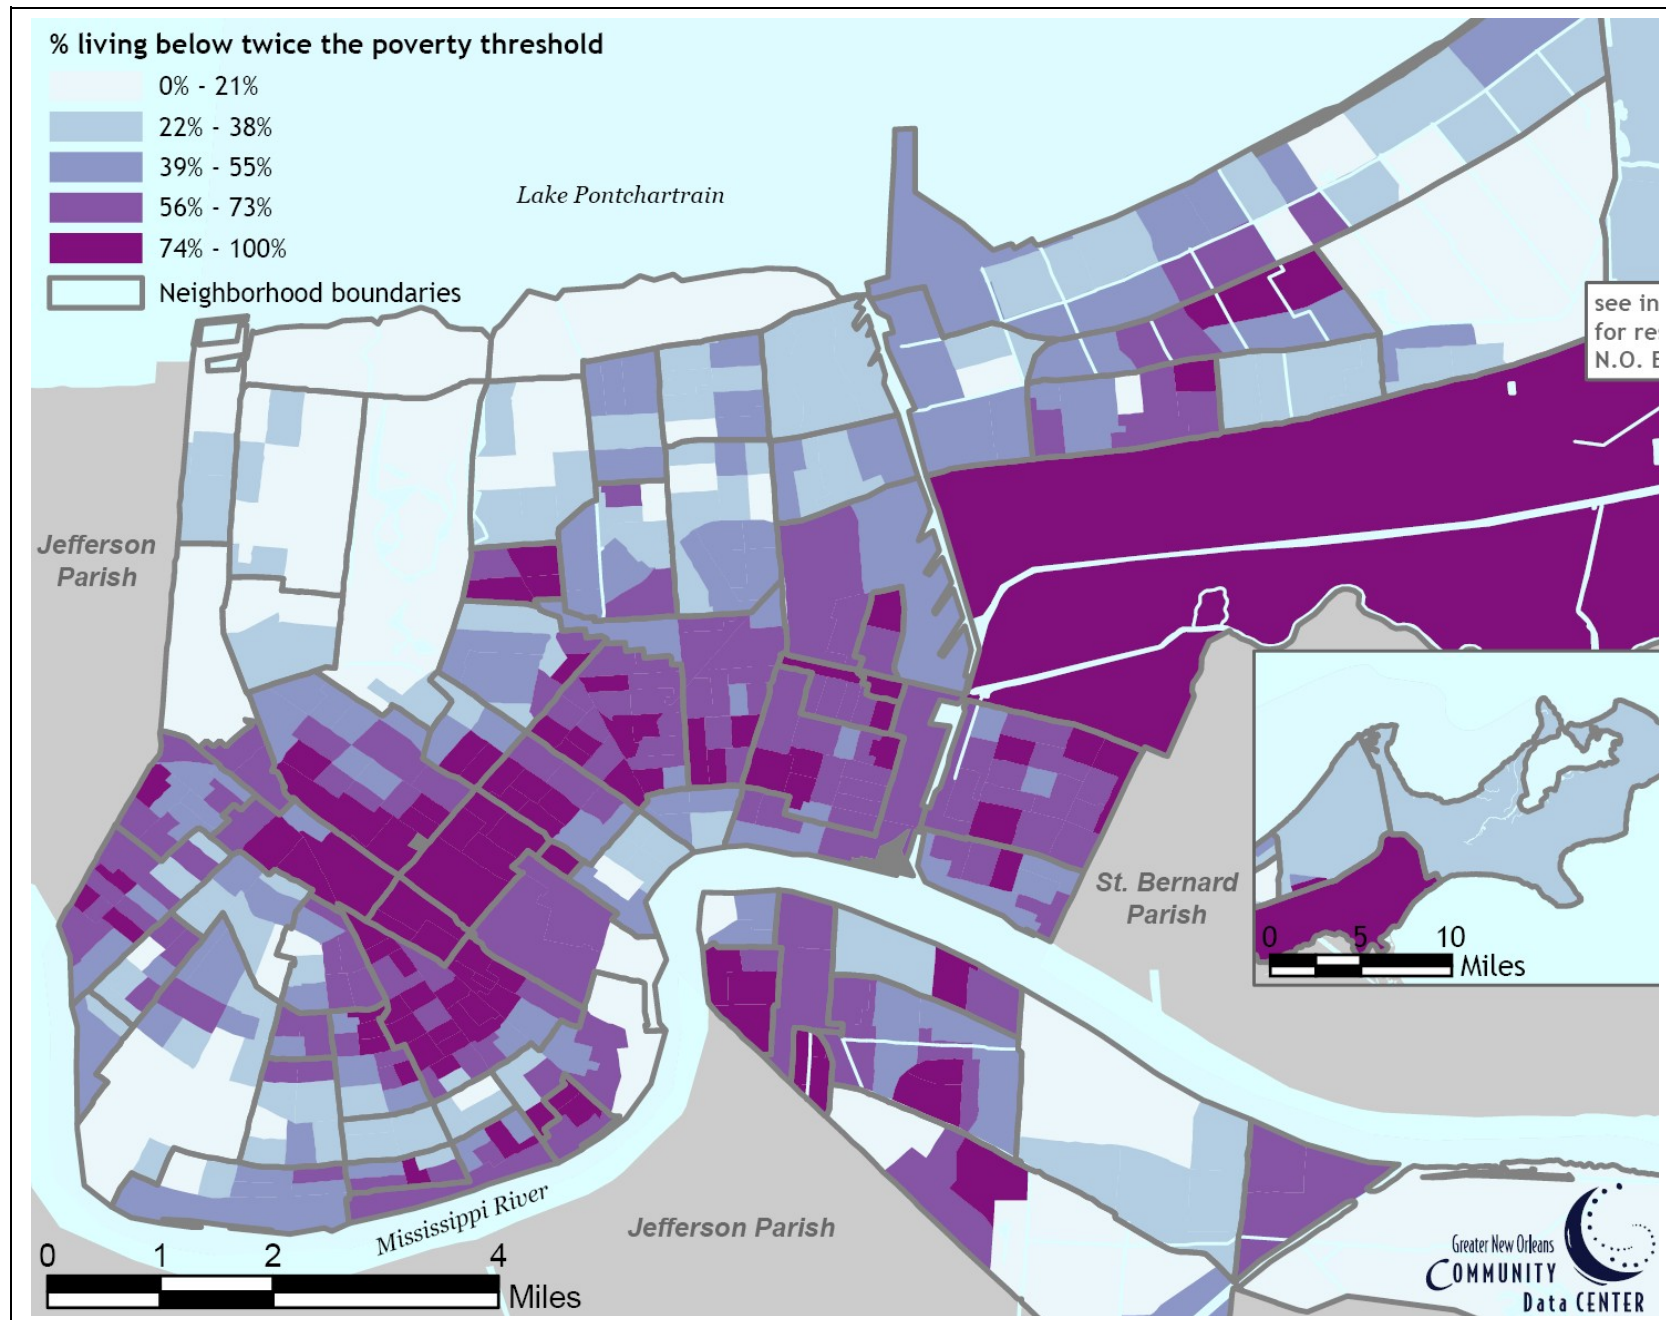 % living below twice the poverty threshold
0% - 21%
22% - 38%
39% - 55%
56% - 73%
74% - 100%
Neighborhood boundaries
Lake Pontchartrain
see in
for re
N.O. E
Jefferson
Parish
St. Bernard
Parish
0 5 10
Miles
Mississippi River
Jefferson Parish
0 1 2 4
Miles
Greater New Orleans
COMMUNITY
Data CENTER